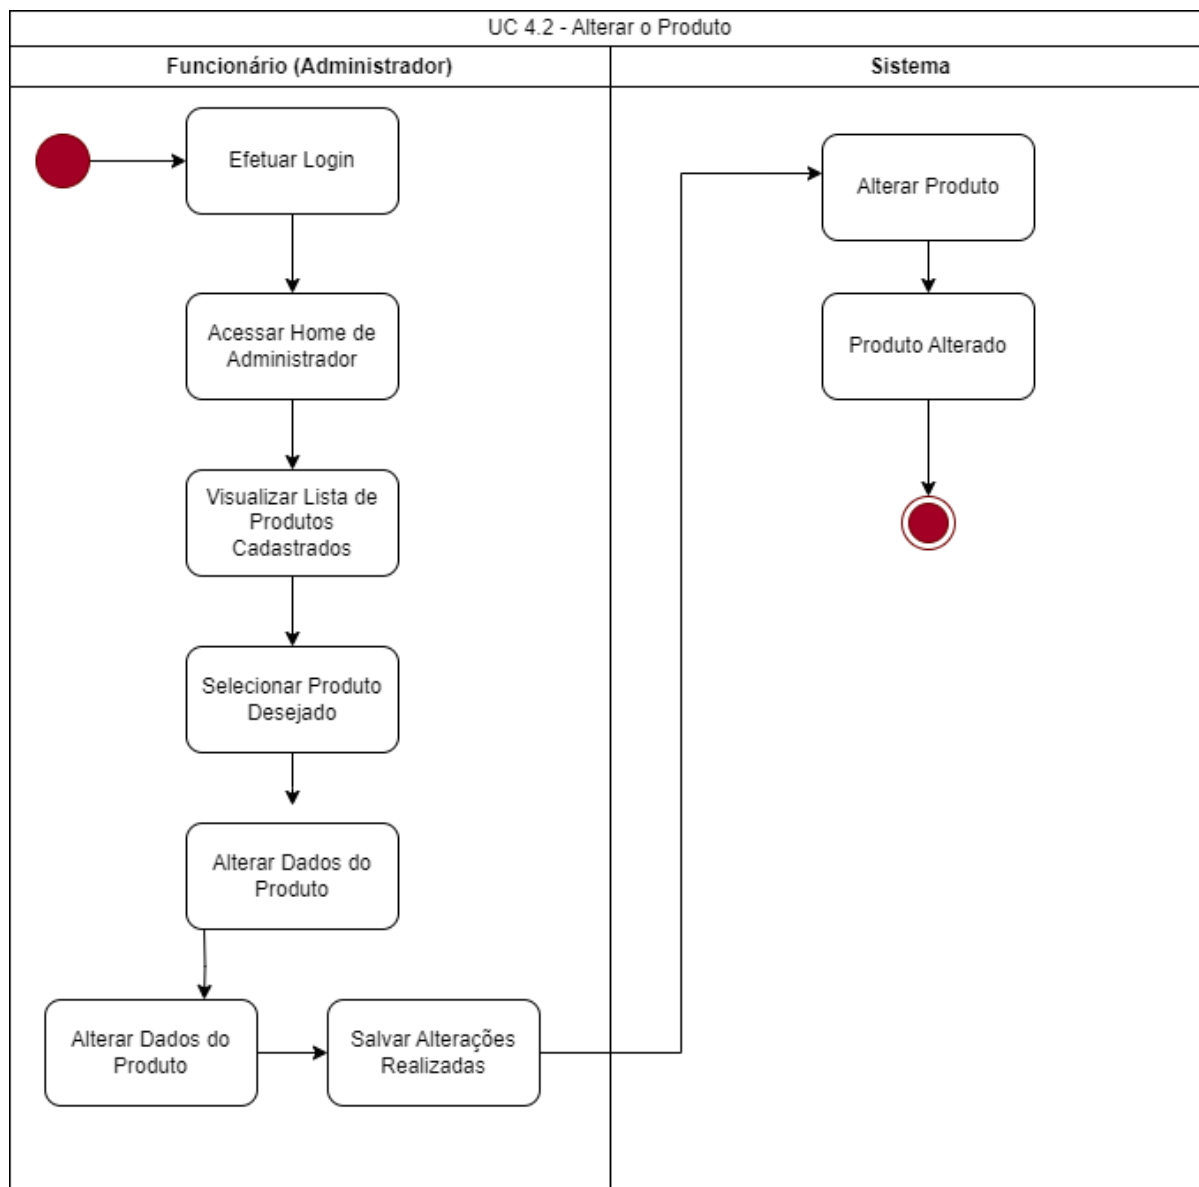 UC 4.2 - Alterar o Produto
Funcionário (Administrador)
Sistema
Efetuar Login
Acessar Home de
Administrador
Visualizar Lista de
Produtos
Cadastrados
Selecionar Produto
Desejado
Alterar Dados do
Produto
Alterar Dados do
Produto
Salvar Alterações
Realizadas
Alterar Produto
Produto Alterado